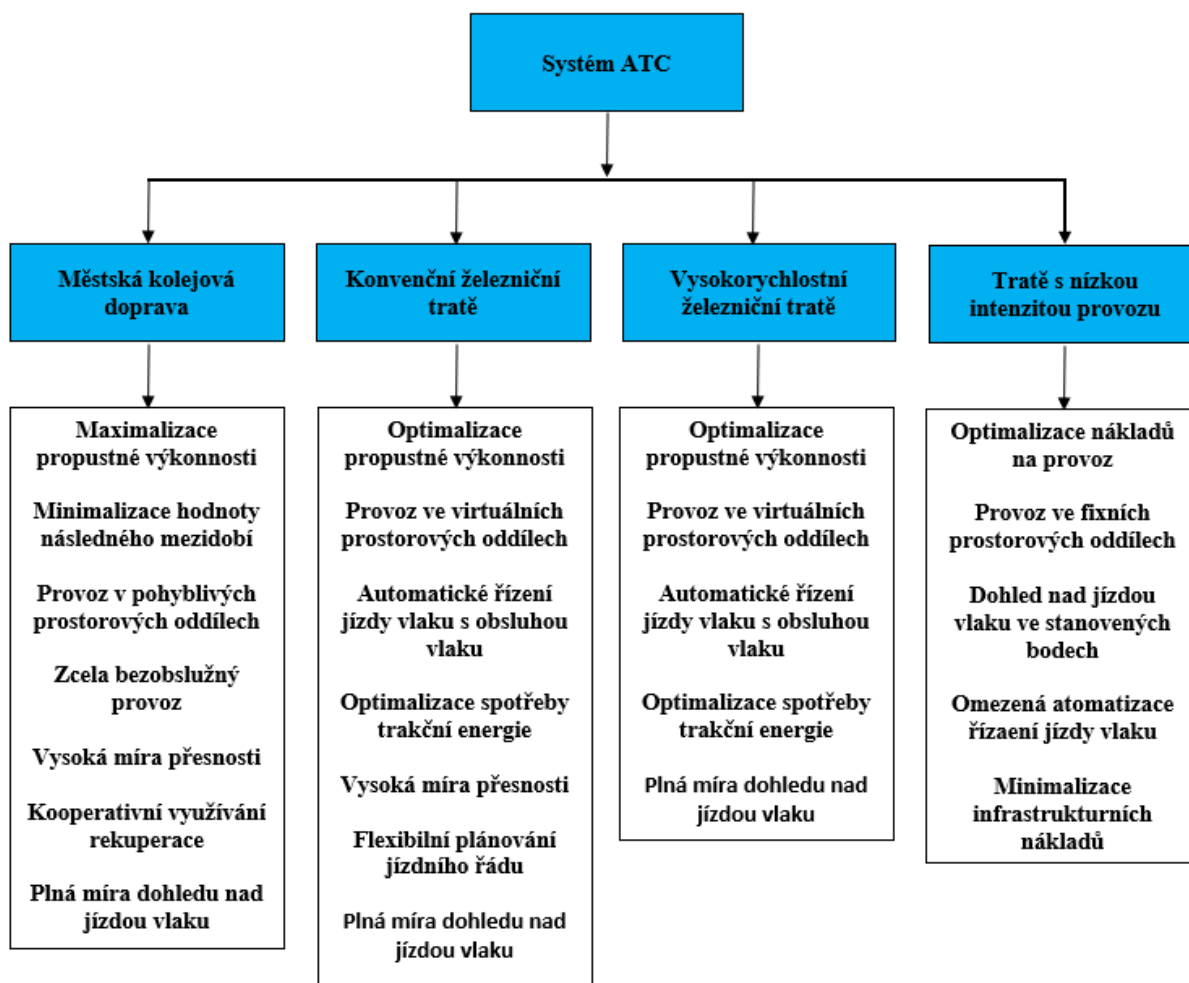 Systém ATC
Městská kolejová
doprava
Konvenční železniční
tratě
Vysokorychlostní
železniční tratě
Tratě s nízkou
intenzitou provozu
Maximalizace
propustné výkonnosti
Minimalizace hodnoty
následného mezidobí
Provoz v pohyblivých
prostorových oddílech
Zcela bezobslužný
provoz
Vysoká míra přesnosti
Kooperativní využívání
rekuperace
Plná míra dohledu nad
jízdou vlaku
Optimalizace
propustné výkonnosti
Provoz ve virtuálních
prostorových oddílech
Automatické řízení
jízdy vlaku s obsluhou
vlaku
Optimalizace spotřeby
trakční energie
Vysoká míra přesnosti
Flexibilní plánování
jízdního řádu
Plná míra dohledu nad
jízdou vlaku
Optimalizace
propustné výkonnosti
Provoz ve virtuálních
prostorových oddílech
Automatické řízení
jízdy vlaku s obsluhou
vlaku
Optimalizace spotřeby
trakční energie
Plná míra dohledu nad
jízdou vlaku
Optimalizace nákladů
na provoz
Provoz ve fixních
prostorových oddílech
Dohled nad jízdou
vlaku ve stanovených
bodech
Omezená atomatizace
řízaení jízdy vlaku
Minimalizace
infrastrukturních
nákladů